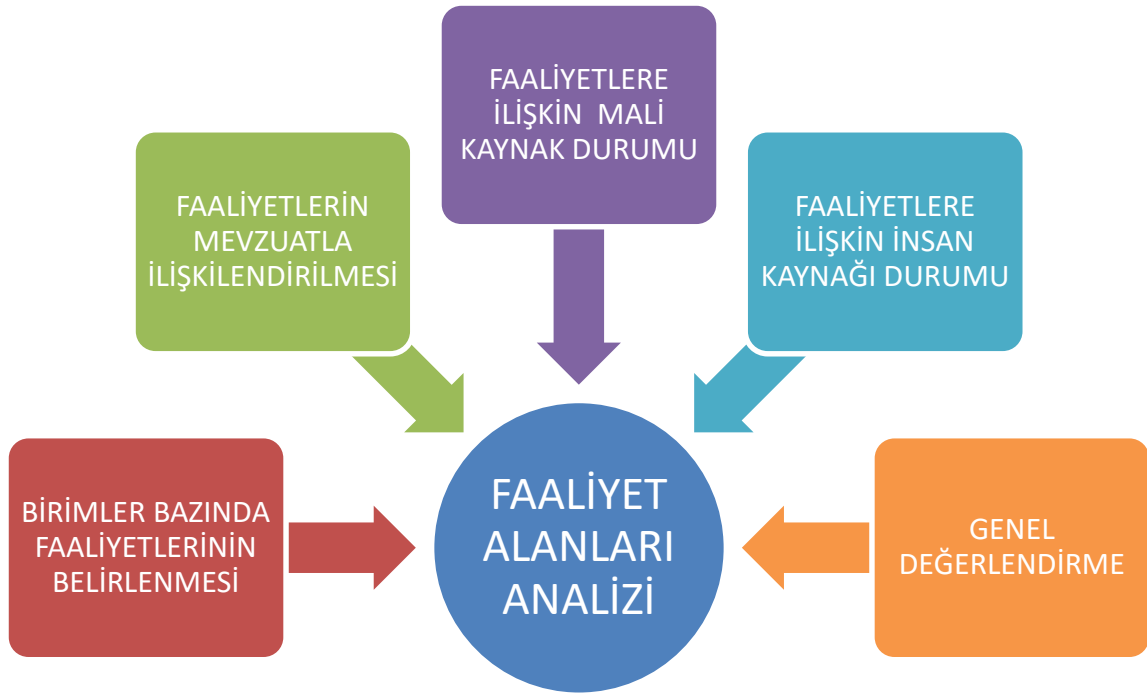 FAALİYETLERE
İLİŞKİN MALİ
KAYNAK DURUMU
FAALİYETLERİN
MEVZUATLA
İLİŞKİLENDİRİLMESİ
FAALİYETLERE
İLİŞKİN İNSAN
KAYNAĞI DURUMU
BİRİMLER BAZINDA
FAALİYETLERİNİN
BELİRLENMESİ
FAALİYET
ALANLARI
ANALİZİ
GENEL
DEĞERLENDİRME